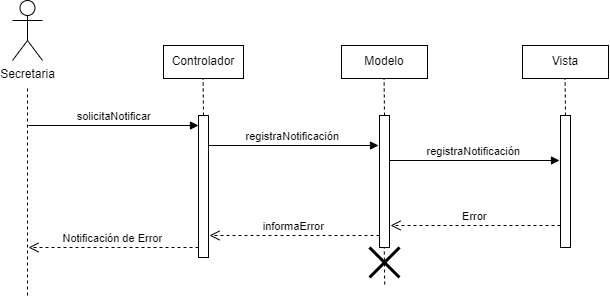 Secretaria
Controlador
Modelo
Vista
solicitaNotificar
registraNotificación
registraNotificación
Error
informaError
Notificación de Error